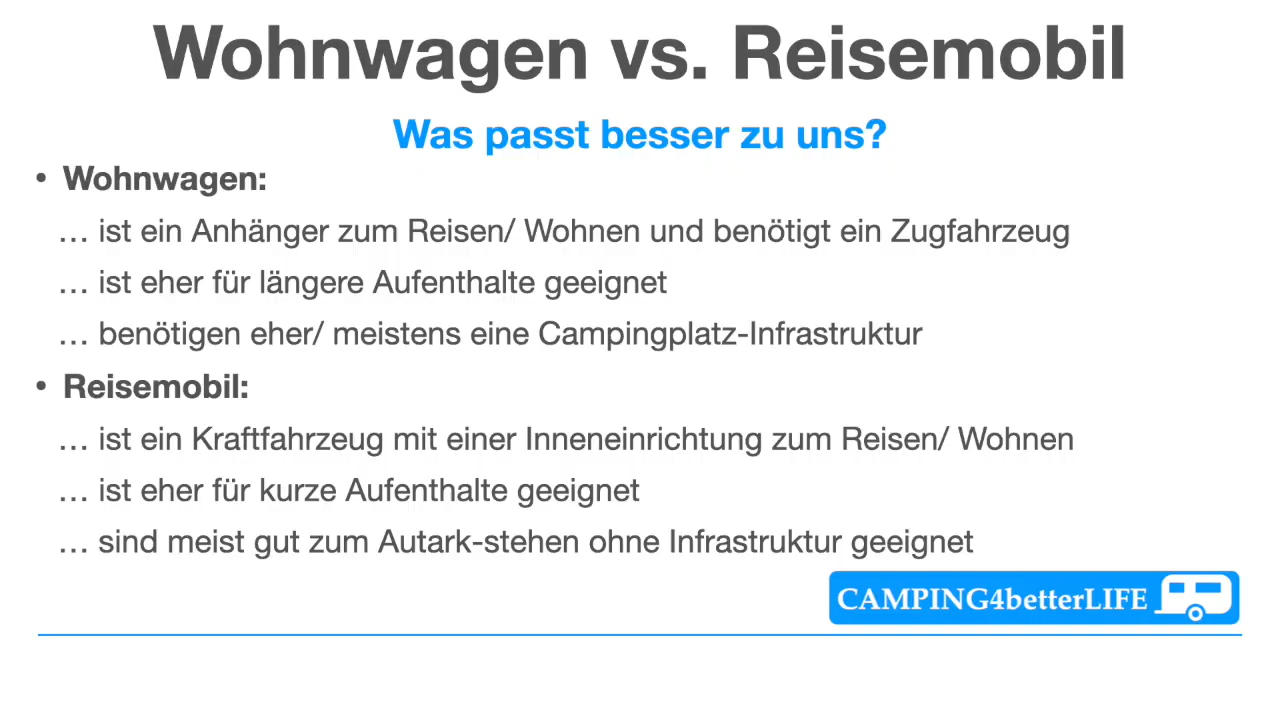 Wohnwagen vs. Reisemobil
Was passt besser zu uns?
• Wohnwagen:
… ist ein Anhänger zum Reisen/ Wohnen und benötigt ein Zugfahrzeug
… ist eher für längere Aufenthalte geeignet
… benötigen eher/ meistens eine Campingplatz-Infrastruktur
• Reisemobil:
… ist ein Kraftfahrzeug mit einer Inneneinrichtung zum Reisen/ Wohnen
… ist eher für kurze Aufenthalte geeignet
… sind meist gut zum Autark-stehen ohne Infrastruktur geeignet
CAMPING4betterLIFE